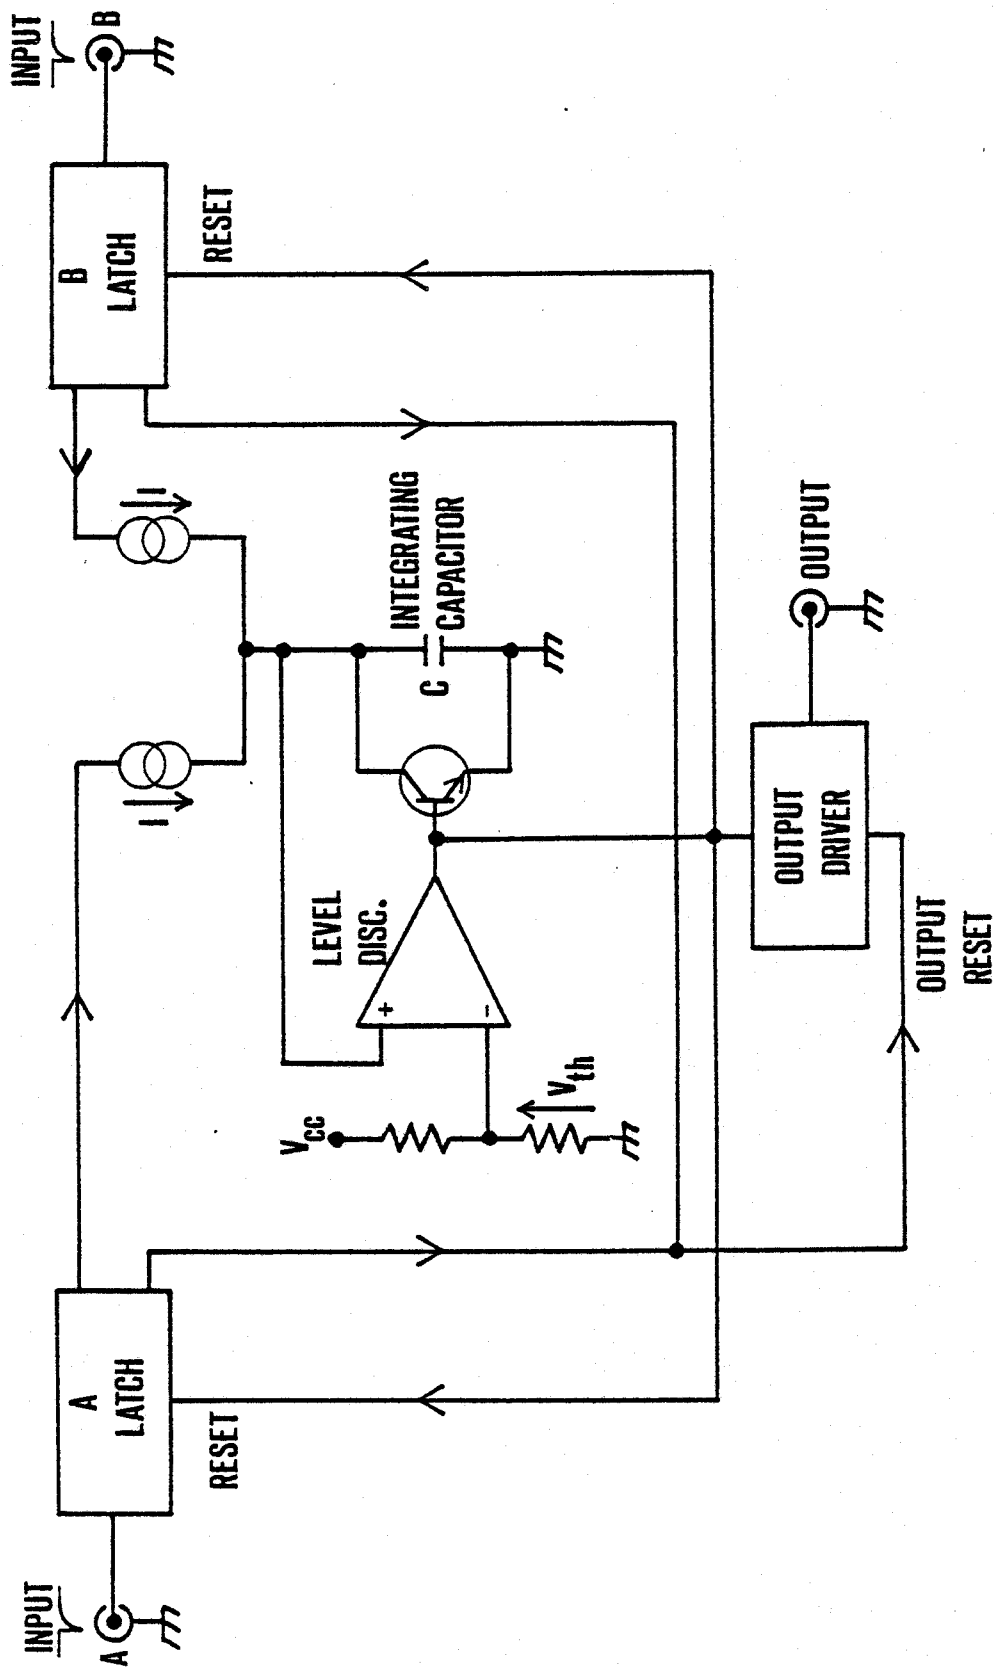 INPUT
A
A
LATCH
RESET
I
I
INPUT
B
B
LATCH
RESET
VCC
Vth
LEVEL
DISC.
+
-
C
INTEGRATING
CAPACITOR
OUTPUT
DRIVER
OUTPUT
RESET
OUTPUT